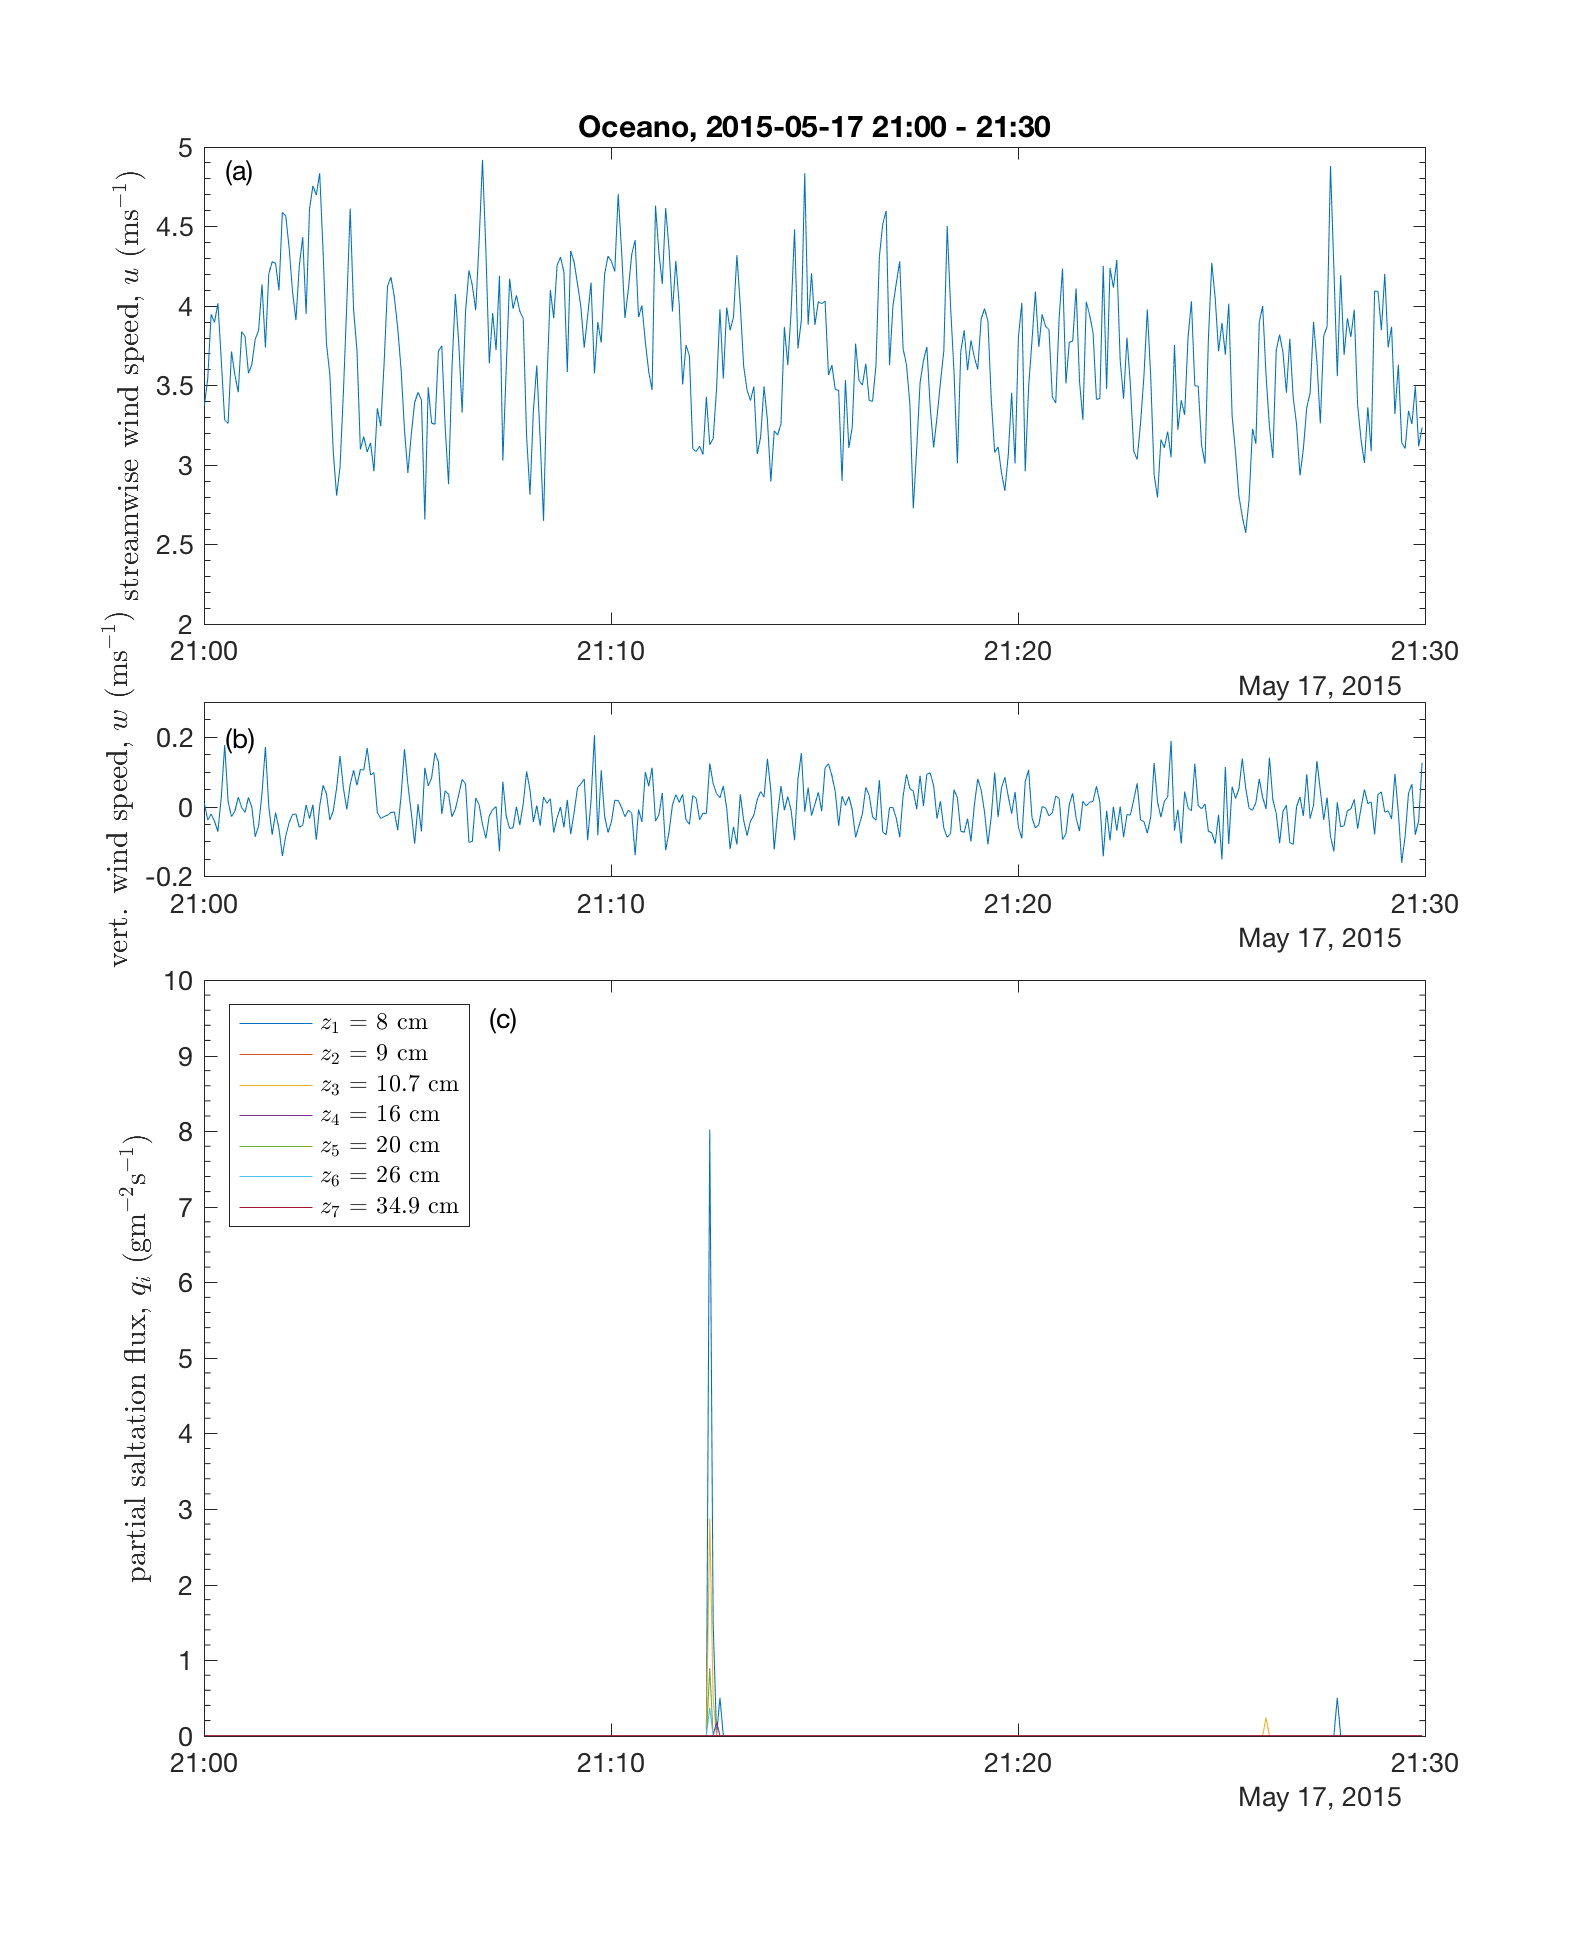 Oceano, 2015-05-17 21:00 - 21:30
(a)
streamwise wind speed, u (ms⁻¹)
5
4.5
4
3.5
3
2.5
2
21:00 21:10 21:20 21:30
May 17, 2015
(b)
vert. wind speed, w (ms⁻¹)
0.2
0
-0.2
21:00 21:10 21:20 21:30
May 17, 2015
(c)
partial saltation flux, qᵢ (gm⁻²s⁻¹)
10
9
8
7
6
5
4
3
2
1
0
z₁ = 8 cm
z₂ = 9 cm
z₃ = 10.7 cm
z₄ = 16 cm
z₅ = 20 cm
z₆ = 26 cm
z₇ = 34.9 cm
21:00 21:10 21:20 21:30
May 17, 2015